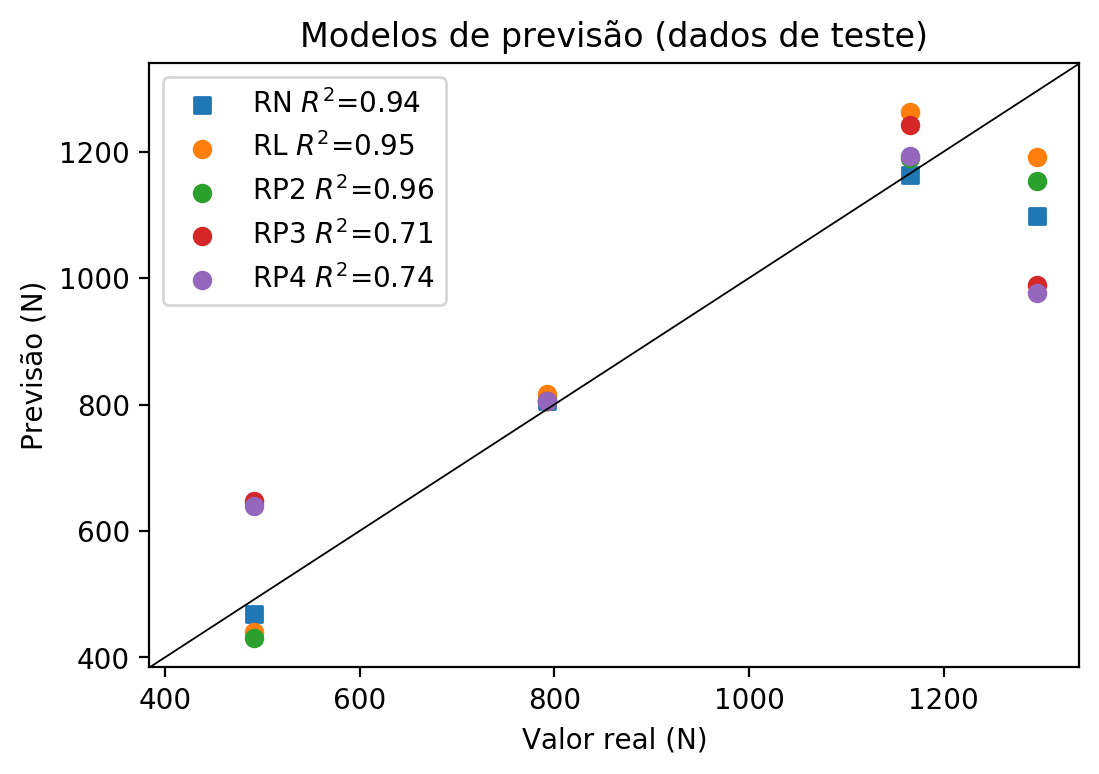 Modelos de previsão (dados de teste)
RN R²=0.94
RL R²=0.95
RP2 R²=0.96
RP3 R²=0.71
RP4 R²=0.74
Previsão (N)
1200
1000
800
600
400
400 600 800 1000 1200
Valor real (N)